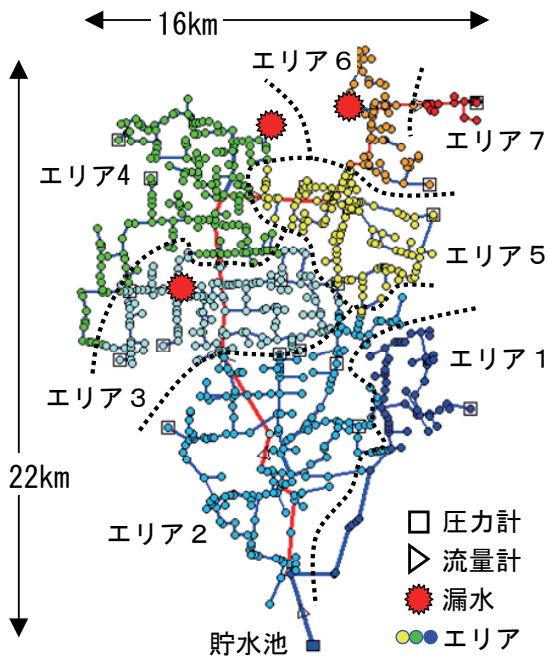 16km
エリア６
エリア７
エリア4
エリア５
エリア１
エリア３
22km
エリア２
圧力計
流量計
漏水
エリア
貯水池